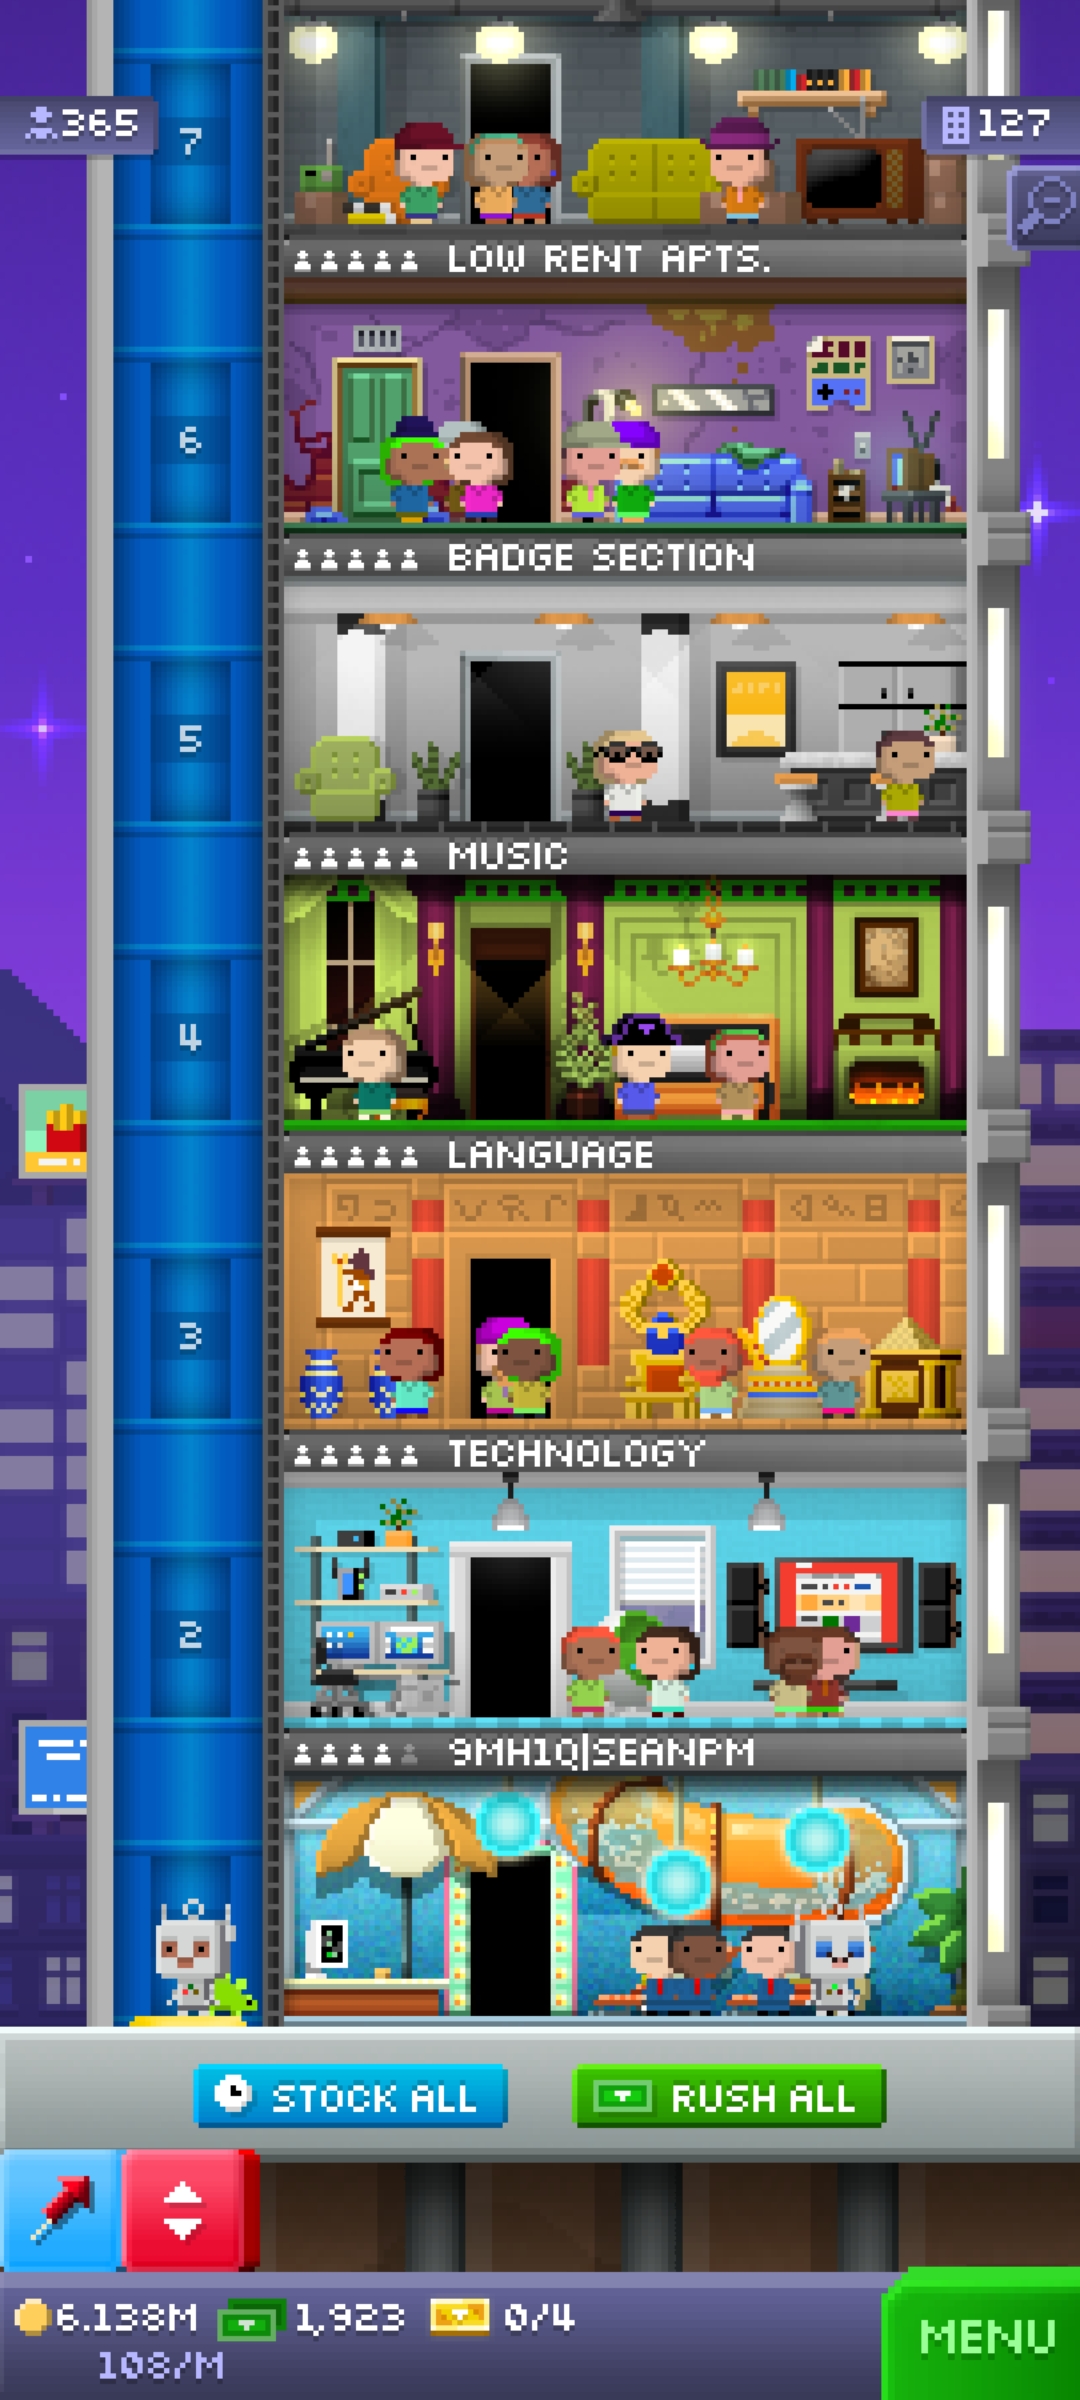 365
7
127
LOW RENT APTS.
6
BADGE SECTION
5
MUSIC
4
LANGUAGE
3
TECHNOLOGY
2
9MH1Q|SEANPM
STOCK ALL
RUSH ALL
6.138M
1,923
0/4
108/M
MENU